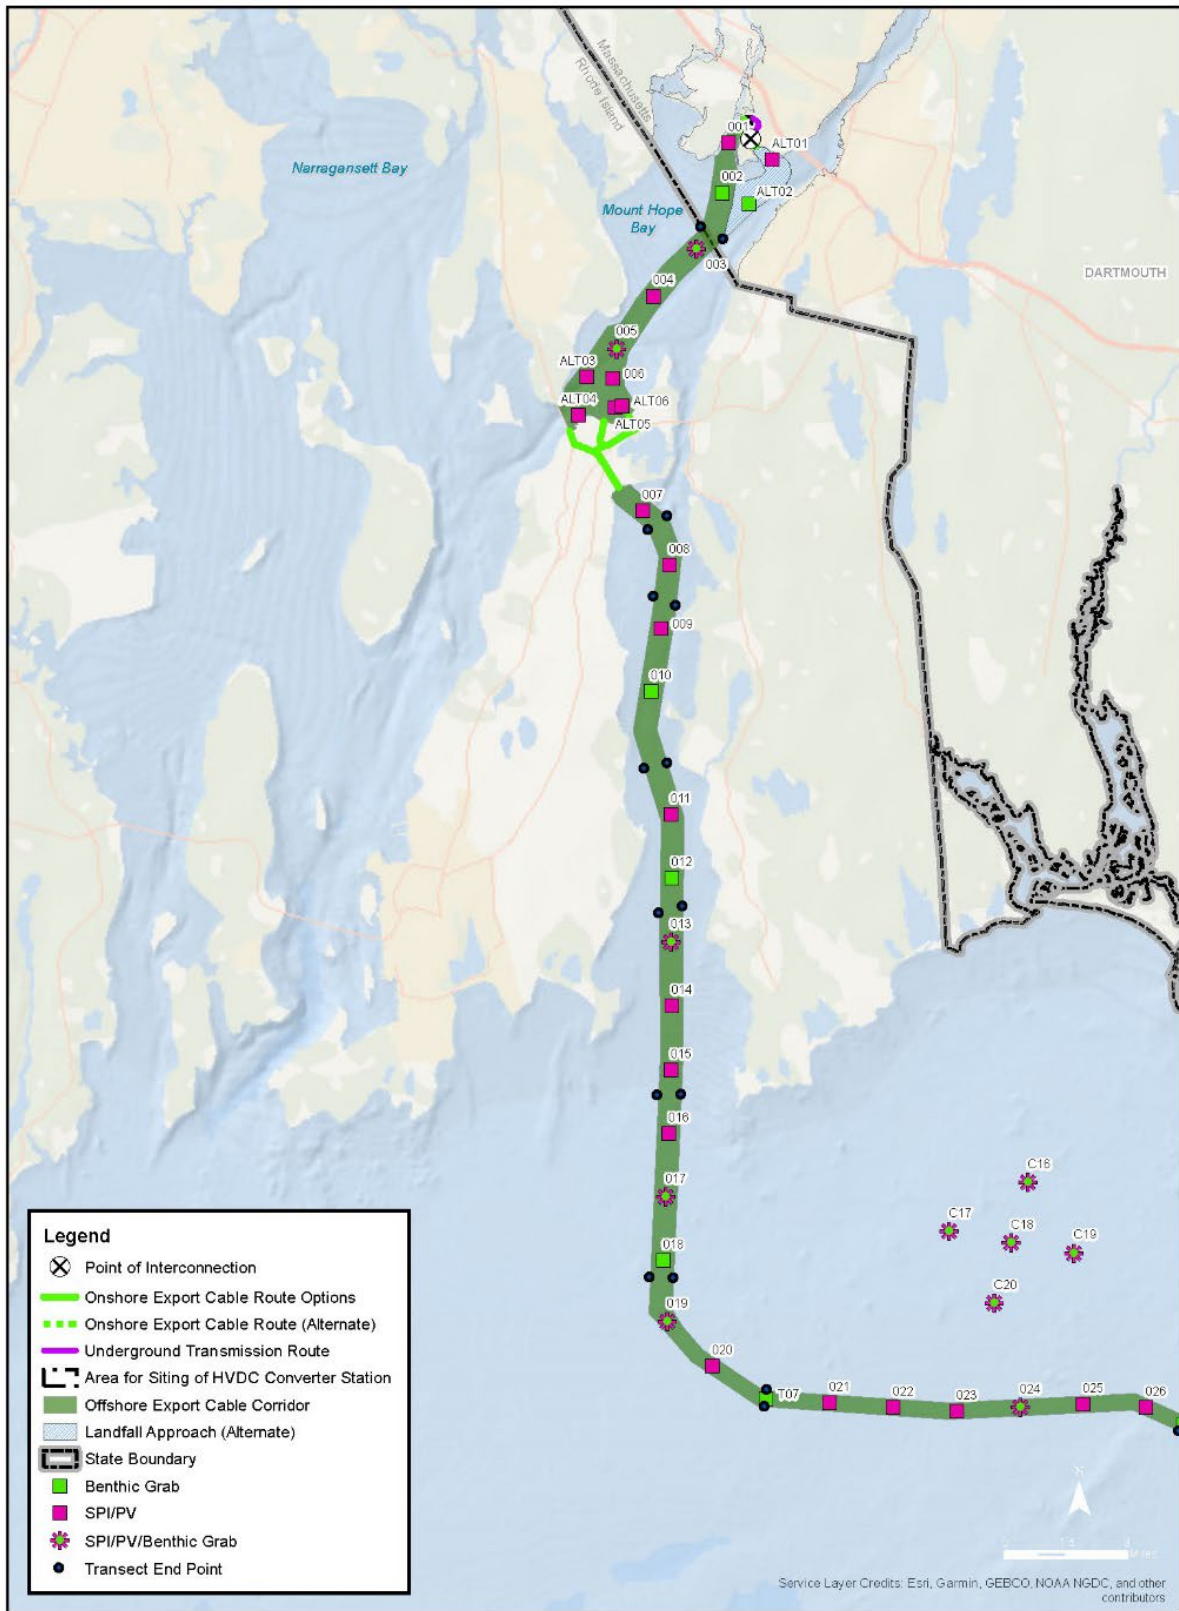 Massachusetts
Rhode Island
001
ALT01
Narragansett Bay
002
ALT02
Mount Hope
Bay
003
DARTMOUTH
004
005
ALT03
006
ALT04
ALT06
ALT05
007
008
009
010
011
012
013
014
015
016
C16
017
C17
C18
C19
018
C20
019
020
T07
021
022
023
024
025
026
Legend
Point of Interconnection
Onshore Export Cable Route Options
Onshore Export Cable Route (Alternate)
Underground Transmission Route
Area for Siting of HVDC Converter Station
Offshore Export Cable Corridor
Landfall Approach (Alternate)
State Boundary
Benthic Grab
SPI/PV
SPI/PV/Benthic Grab
Transect End Point
N
0 1.5 3
Miles
Service Layer Credits: Esri, Garmin, GEBCO, NOAA NGDC, and other
contributors